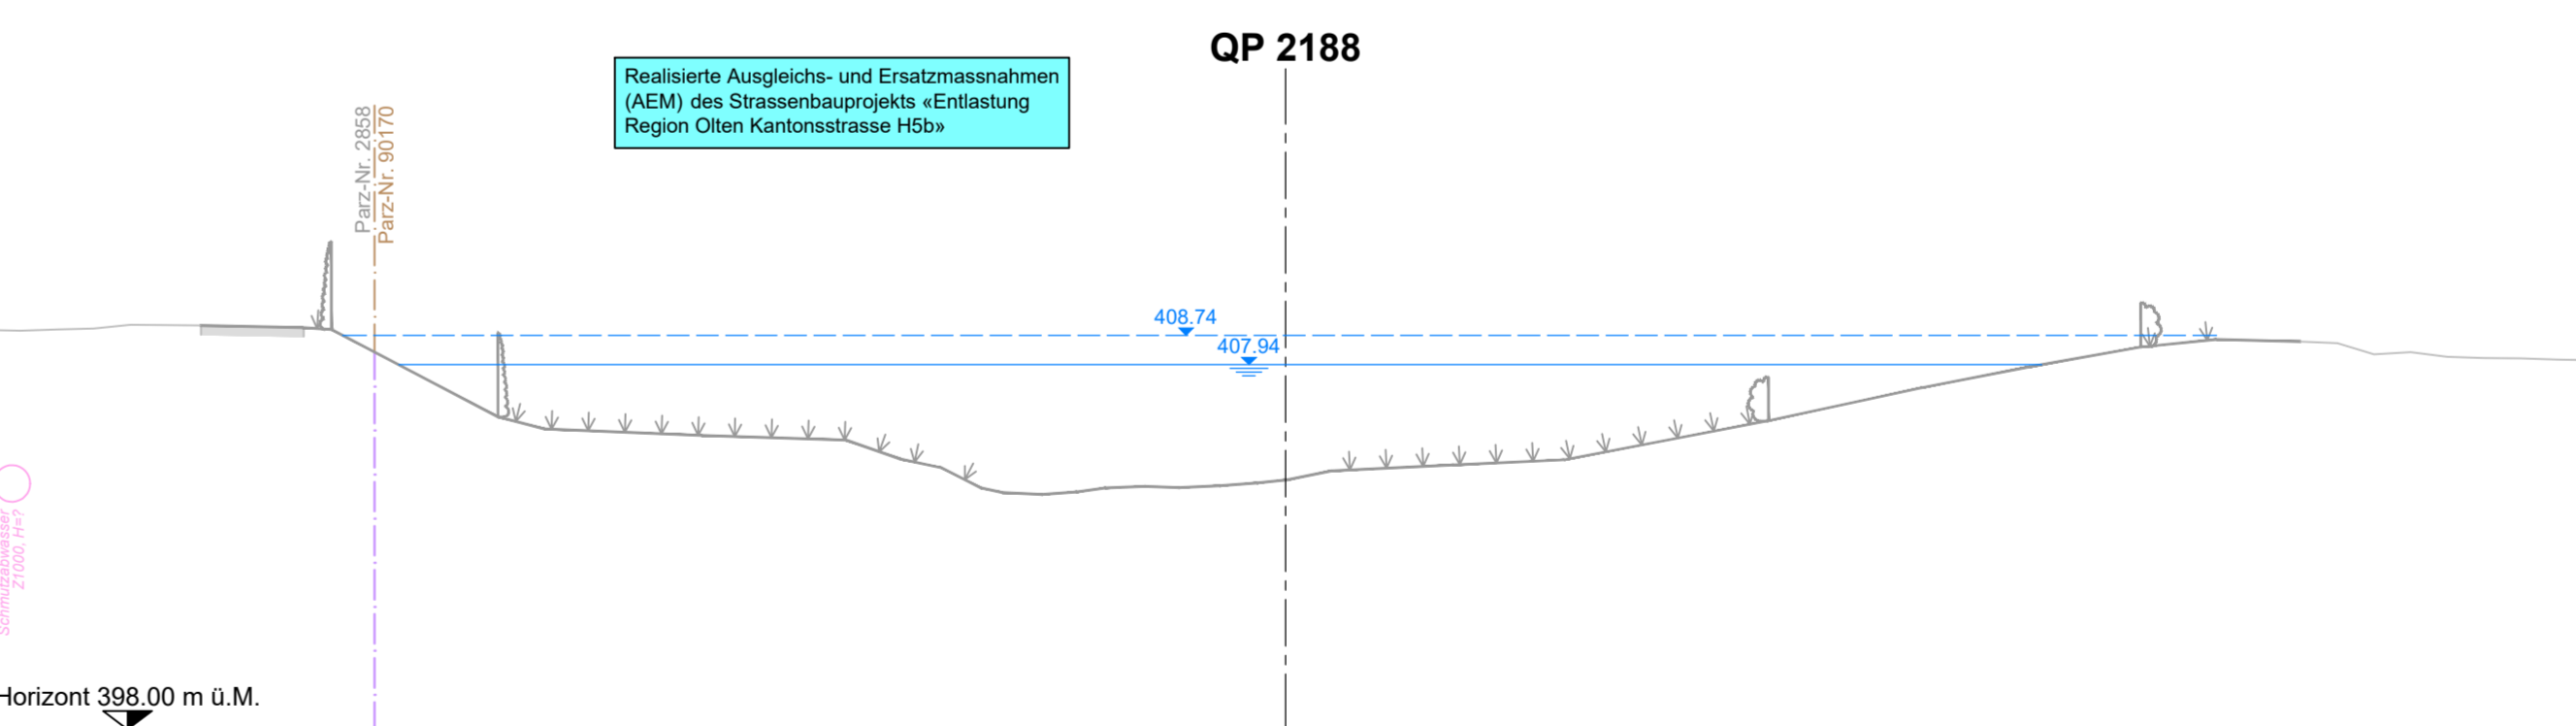 QP 2188
Realisierte Ausgleichs- und Ersatzmassnahmen
(AEM) des Strassenbauprojekts «Entlastung
Region Olten Kantonsstrasse H5b»
Parz-Nr. 2858
Parz-Nr. 90170
408.74
407.94
Schmutzabwasser
Z1000, H=?
Horizont 398.00 m ü.M.